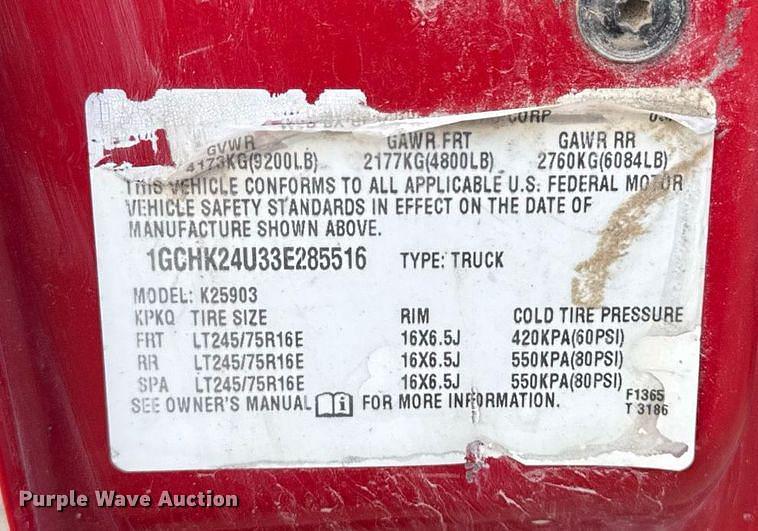 CORP
GVWR GAWR FRT GAWR RR
4173KG(9200LB) 2177KG(4800LB) 2760KG(6084LB)
THIS VEHICLE CONFORMS TO ALL APPLICABLE U.S. FEDERAL MOTOR
VEHICLE SAFETY STANDARDS IN EFFECT ON THE DATE OF
MANUFACTURE SHOWN ABOVE.
1GCHK24U33E285516 TYPE: TRUCK
MODEL: K25903
KPKQ TIRE SIZE RIM COLD TIRE PRESSURE
FRT LT245/75R16E 16X6.5J 420KPA(60PSI)
RR LT245/75R16E 16X6.5J 550KPA(80PSI)
SPA LT245/75R16E 16X6.5J 550KPA(80PSI)
SEE OWNER'S MANUAL i FOR MORE INFORMATION.
F1365
T 3186
Purple Wave Auction